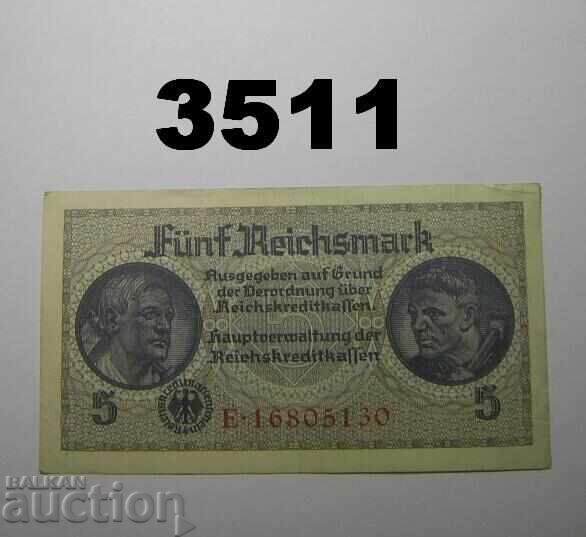 3511
Fünf Reichsmark
Ausgegeben auf Grund
der Verordnung über
Reichskreditkassen.
Hauptverwaltung der
Reichskreditkassen
5
E·16805130
5
BALKAN
auction